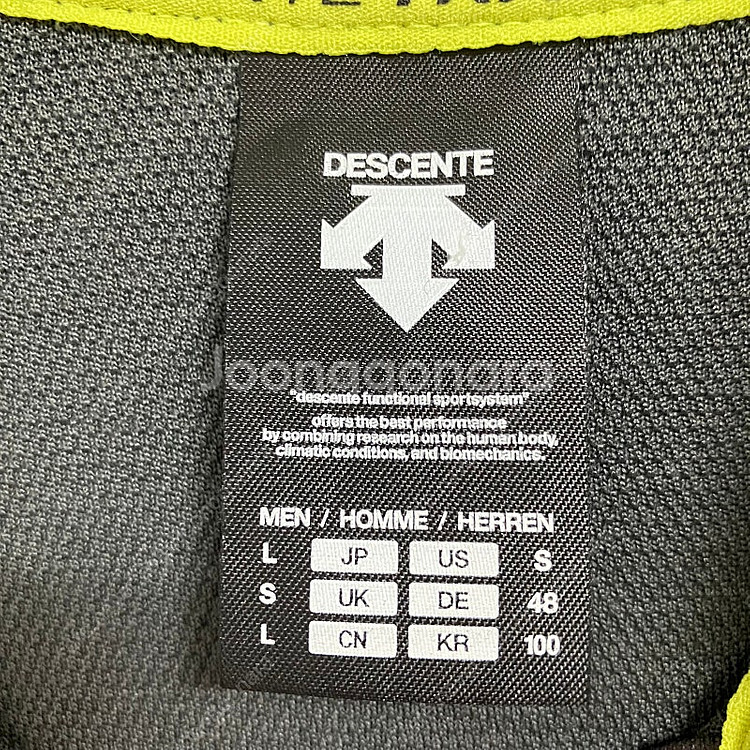 DESCENTE
Joonggonara
"descente functional sportsystem"
offers the best performance
by combining research on the human body,
climatic conditions, and biomechanics.
MEN / HOMME / HERREN
L JP US S
S UK DE 48
L CN KR 100